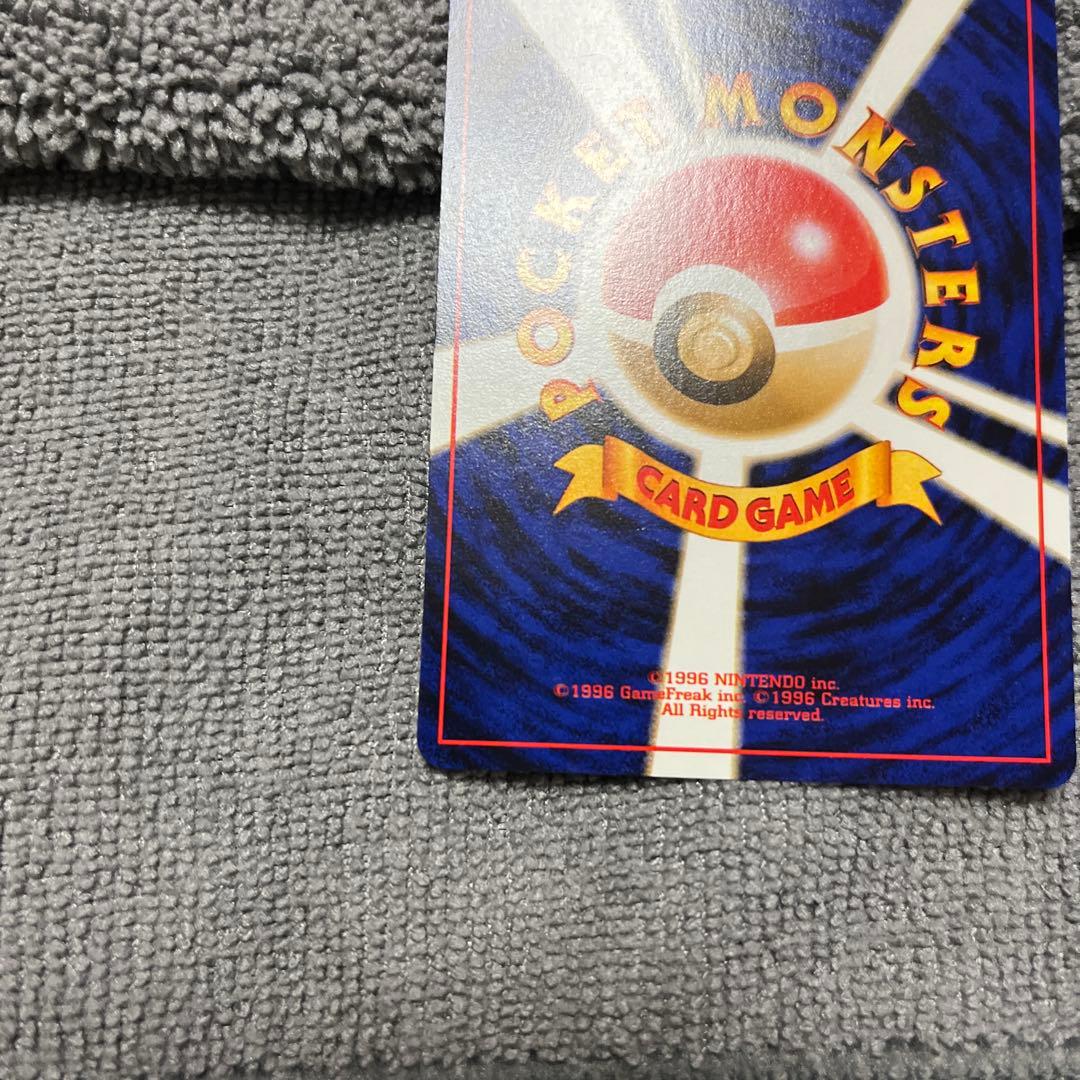 POCKET MONSTERS
CARD GAME
©1996 NINTENDO inc.
©1996 GameFreak inc. ©1996 Creatures inc.
All Rights reserved.